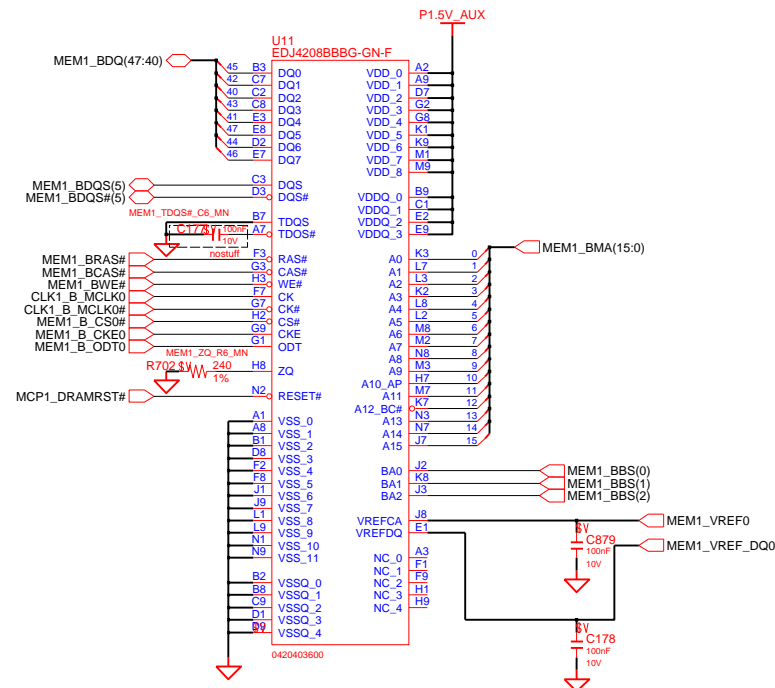 P1.5V_AUX
U11
EDJ4208BBBG-GN-F
MEM1_BDQ(47:40)
45 B3 DQ0 VDD_0 A2
42 C7 DQ1 VDD_1 A9
40 C2 DQ2 VDD_2 D7
43 C8 DQ3 VDD_3 G2
41 E3 DQ4 VDD_4 G8
47 E8 DQ5 VDD_5 K1
44 D2 DQ6 VDD_6 K9
46 E7 DQ7 VDD_7 M1
VDD_8 M9
MEM1_BDQS(5) C3 DQS VDDQ_0 B9
MEM1_BDQS#(5) D3 DQS# VDDQ_1 C1
MEM1_TDQS#_C6_MN
B7 TDQS VDDQ_2 E2
C177 100nF A7 TDOS# VDDQ_3 E9
10V
nostuff
MEM1_BMA(15:0)
MEM1_BRAS# F3 RAS# A0 K3 0
MEM1_BCAS# G3 CAS# A1 L7 1
MEM1_BWE# H3 WE# A2 L3 2
CLK1_B_MCLK0 F7 CK A3 K2 3
CLK1_B_MCLK0# G7 CK# A4 L8 4
MEM1_B_CS0# H2 CS# A5 L2 5
MEM1_B_CKE0 G9 CKE A6 M8 6
MEM1_B_ODT0 G1 ODT A7 M2 7
MEM1_ZQ_R6_MN A8 N8 8
R702 $V 240 H8 ZQ A9 M3 9
1% A10_AP H7 10
MCP1_DRAMRST# N2 RESET# A11 M7 11
A12_BC# K7 12
A1 VSS_0 A13 N3 13
A8 VSS_1 A14 N7 14
B1 VSS_2 A15 J7 15
D8 VSS_3
F2 VSS_4 BA0 J2 MEM1_BBS(0)
F8 VSS_5 BA1 K8 MEM1_BBS(1)
J1 VSS_6 BA2 J3 MEM1_BBS(2)
J9 VSS_7
L1 VSS_8 VREFCA J8 MEM1_VREF0
L9 VSS_9 VREFDQ E1 $V
N1 VSS_10 C879 MEM1_VREF_DQ0
N9 VSS_11 NC_0 A3 100nF
NC_1 F1 10V
B2 VSSQ_0 NC_2 F9
B8 VSSQ_1 NC_3 H1
C9 VSSQ_2 NC_4 H9
D1 VSSQ_3
D9 VSSQ_4 $V
C178
0420403600 100nF
10V